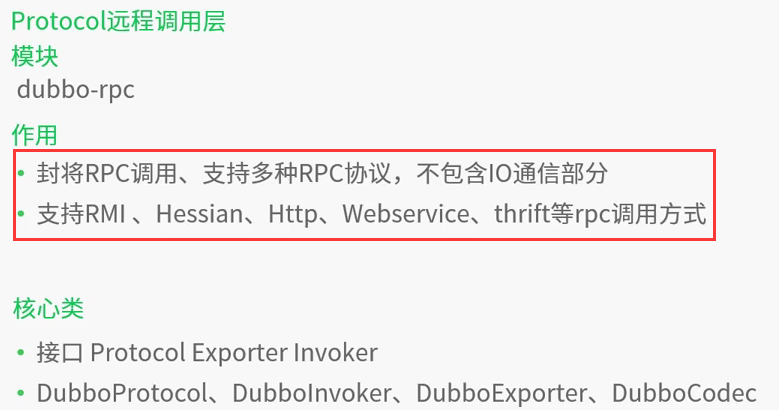 Protocol远程调用层
模块
dubbo-rpc
作用
• 封将RPC调用、支持多种RPC协议，不包含IO通信部分
• 支持RMI 、Hessian、Http、Webservice、thrift等rpc调用方式
核心类
• 接口 Protocol Exporter Invoker
• DubboProtocol、DubboInvoker、DubboExporter、DubboCodec